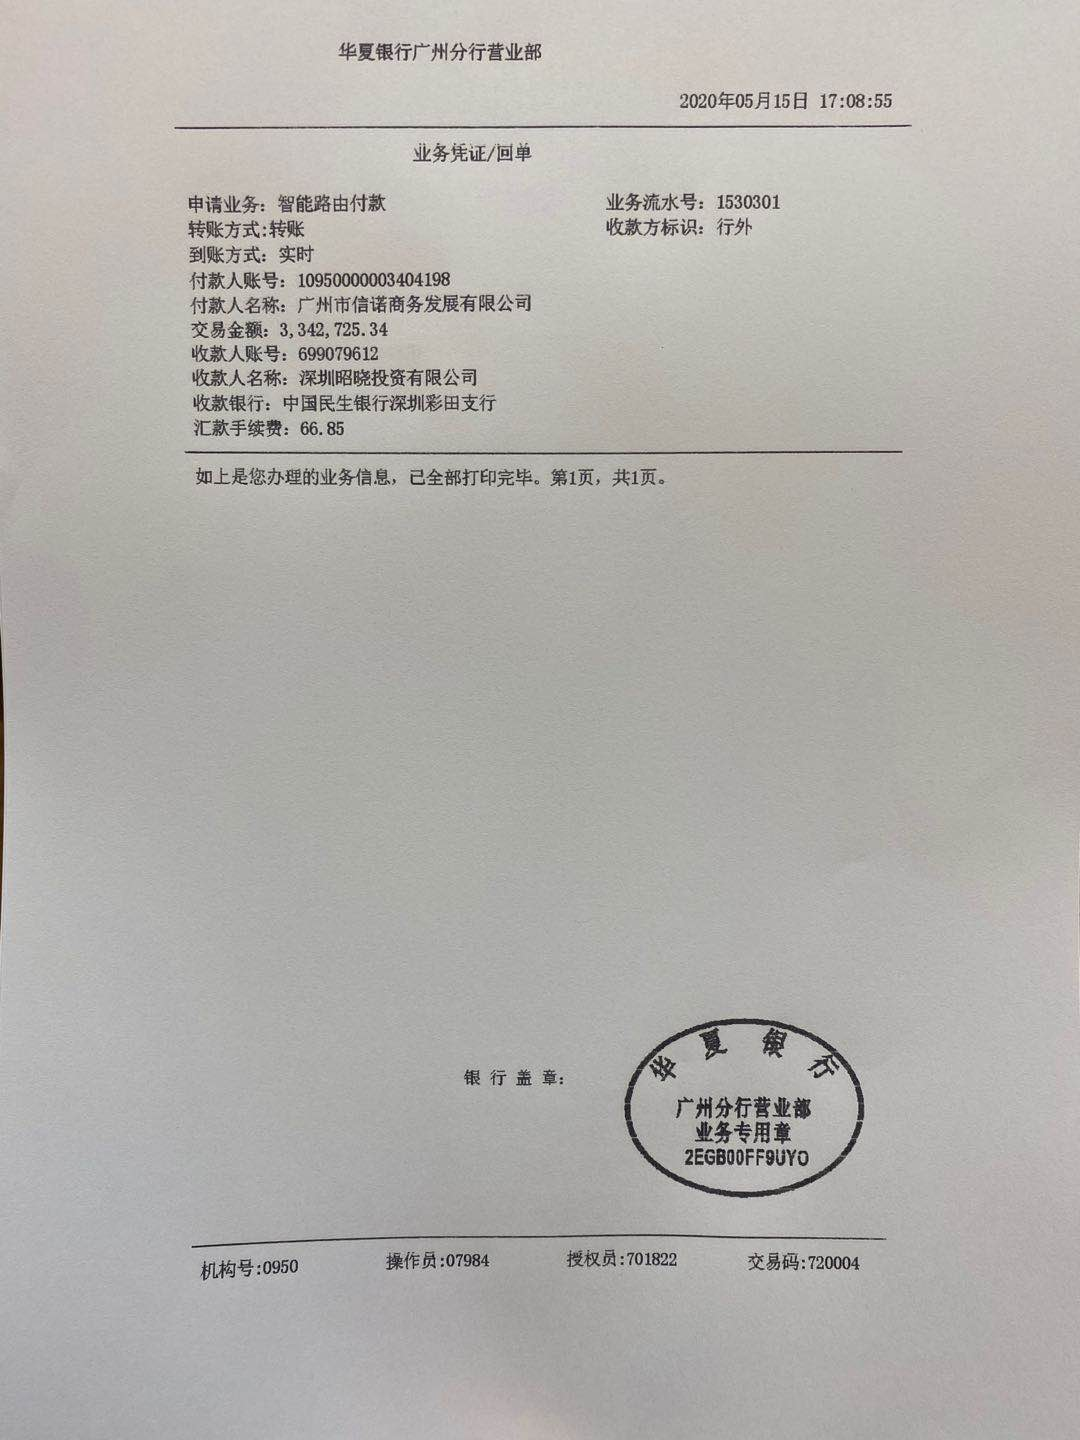 华夏银行广州分行营业部
2020年05月15日 17:08:55
业务凭证/回单
申请业务：智能路由付款
业务流水号：1530301
转账方式:转账
收款方标识：行外
到账方式：实时
付款人账号：10950000003404198
付款人名称：广州市信诺商务发展有限公司
交易金额：3,342,725.34
收款人账号：699079612
收款人名称：深圳昭晓投资有限公司
收款银行：中国民生银行深圳彩田支行
汇款手续费：66.85
如上是您办理的业务信息，已全部打印完毕。第1页，共1页。
银 行 盖 章：
华 夏 银 行
广州分行营业部
业务专用章
2EGB00FF9UYO
机构号:0950
操作员:07984
授权员:701822
交易码:720004